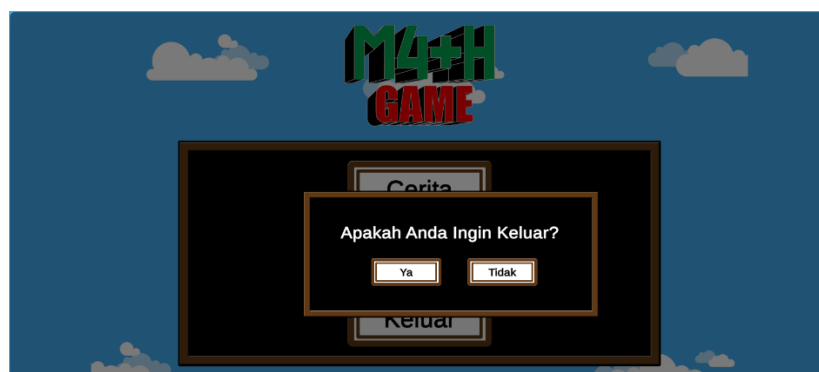 M4+H
GAME
Cerita
Apakah Anda Ingin Keluar?
Ya
Tidak
Keluar